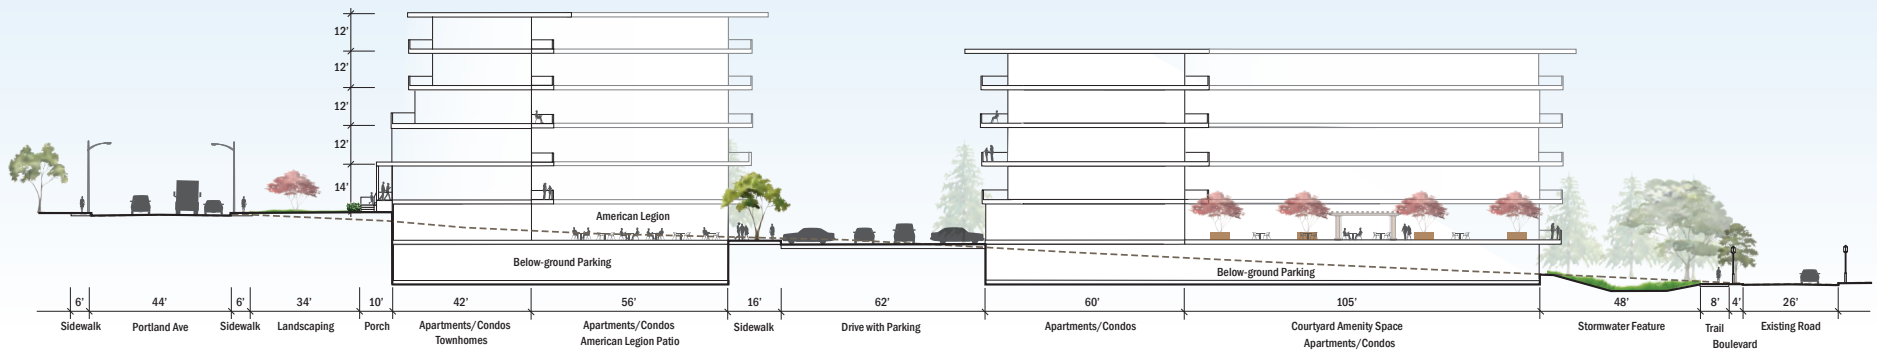 12'
12'
12'
12'
14'
American Legion
Below-ground Parking
Below-ground Parking
6' 44' 6' 34' 10' 42' 56' 16' 62' 60' 105' 48' 8' 4' 26'
Sidewalk Portland Ave Sidewalk Landscaping Porch Apartments/Condos Apartments/Condos Sidewalk Drive with Parking Apartments/Condos Courtyard Amenity Space Stormwater Feature Trail Existing Road
Townhomes American Legion Patio Apartments/Condos Boulevard